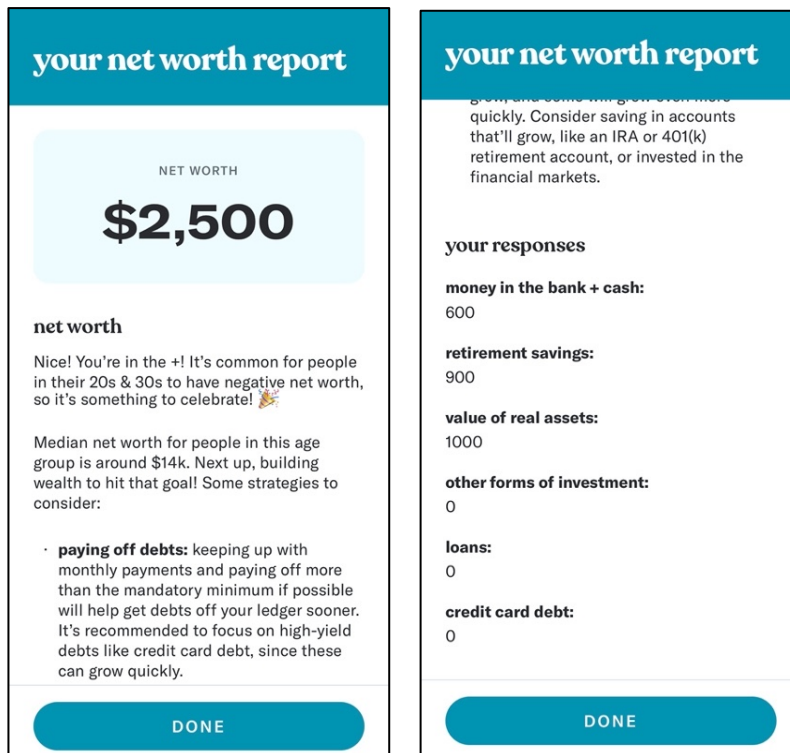 your net worth report
NET WORTH
$2,500
net worth
Nice! You’re in the +! It’s common for people
in their 20s & 30s to have negative net worth,
so it’s something to celebrate! 🎉
Median net worth for people in this age
group is around $14k. Next up, building
wealth to hit that goal! Some strategies to
consider:
· paying off debts: keeping up with
monthly payments and paying off more
than the mandatory minimum if possible
will help get debts off your ledger sooner.
It’s recommended to focus on high-yield
debts like credit card debt, since these
can grow quickly.
DONE
your net worth report
quickly. Consider saving in accounts
that’ll grow, like an IRA or 401(k)
retirement account, or invested in the
financial markets.
your responses
money in the bank + cash:
600
retirement savings:
900
value of real assets:
1000
other forms of investment:
0
loans:
0
credit card debt:
0
DONE